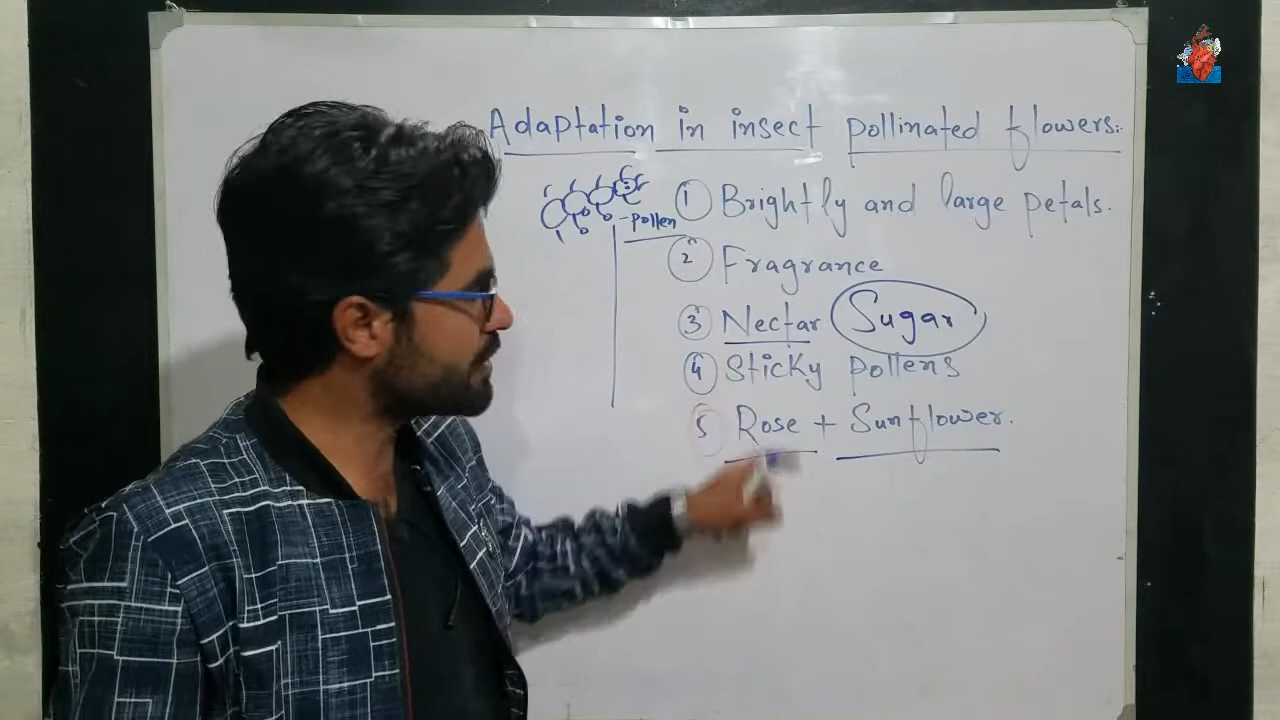 Adaptation in insect pollinated flowers:.
-pollen
① Brightly and large petals.
② Fragrance
③ Nectar Sugar
④ Sticky pollens
⑤ Rose + Sunflower.